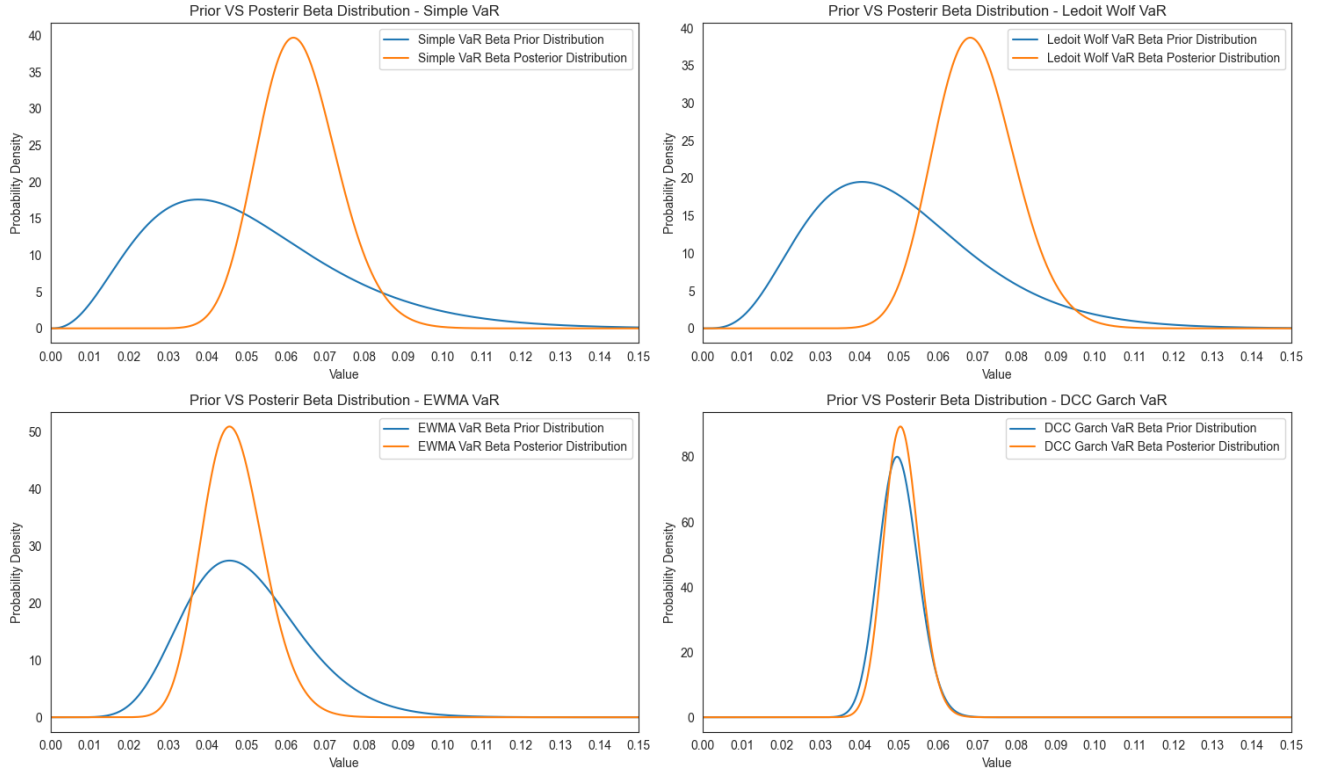 Prior VS Posterir Beta Distribution - Simple VaR
Simple VaR Beta Prior Distribution
Simple VaR Beta Posterior Distribution
Probability Density
40
35
30
25
20
15
10
5
0
0.00 0.01 0.02 0.03 0.04 0.05 0.06 0.07 0.08 0.09 0.10 0.11 0.12 0.13 0.14 0.15
Value
Prior VS Posterir Beta Distribution - Ledoit Wolf VaR
Ledoit Wolf VaR Beta Prior Distribution
Ledoit Wolf VaR Beta Posterior Distribution
Probability Density
40
35
30
25
20
15
10
5
0
0.00 0.01 0.02 0.03 0.04 0.05 0.06 0.07 0.08 0.09 0.10 0.11 0.12 0.13 0.14 0.15
Value
Prior VS Posterir Beta Distribution - EWMA VaR
EWMA VaR Beta Prior Distribution
EWMA VaR Beta Posterior Distribution
Probability Density
50
40
30
20
10
0
0.00 0.01 0.02 0.03 0.04 0.05 0.06 0.07 0.08 0.09 0.10 0.11 0.12 0.13 0.14 0.15
Value
Prior VS Posterir Beta Distribution - DCC Garch VaR
DCC Garch VaR Beta Prior Distribution
DCC Garch VaR Beta Posterior Distribution
Probability Density
80
60
40
20
0
0.00 0.01 0.02 0.03 0.04 0.05 0.06 0.07 0.08 0.09 0.10 0.11 0.12 0.13 0.14 0.15
Value